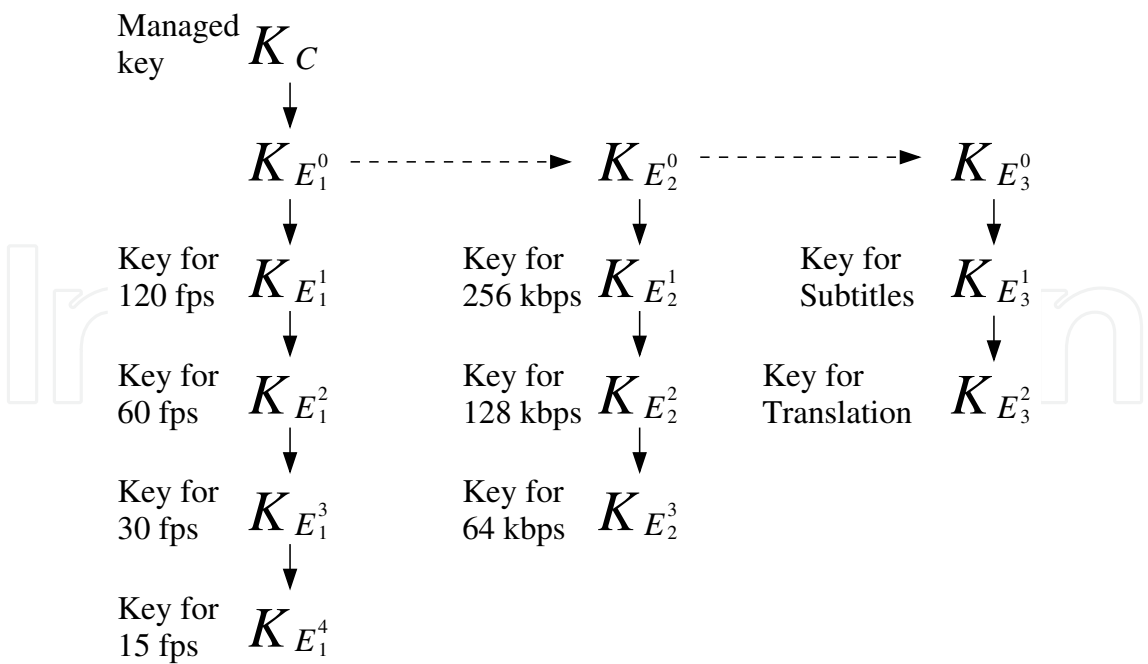 Managed
key
K_C
K_{E_1^0}
K_{E_2^0}
K_{E_3^0}
Key for
120 fps
K_{E_1^1}
Key for
256 kbps
K_{E_2^1}
Key for
Subtitles
K_{E_3^1}
Key for
60 fps
K_{E_1^2}
Key for
128 kbps
K_{E_2^2}
Key for
Translation
K_{E_3^2}
Key for
30 fps
K_{E_1^3}
Key for
64 kbps
K_{E_2^3}
Key for
15 fps
K_{E_1^4}